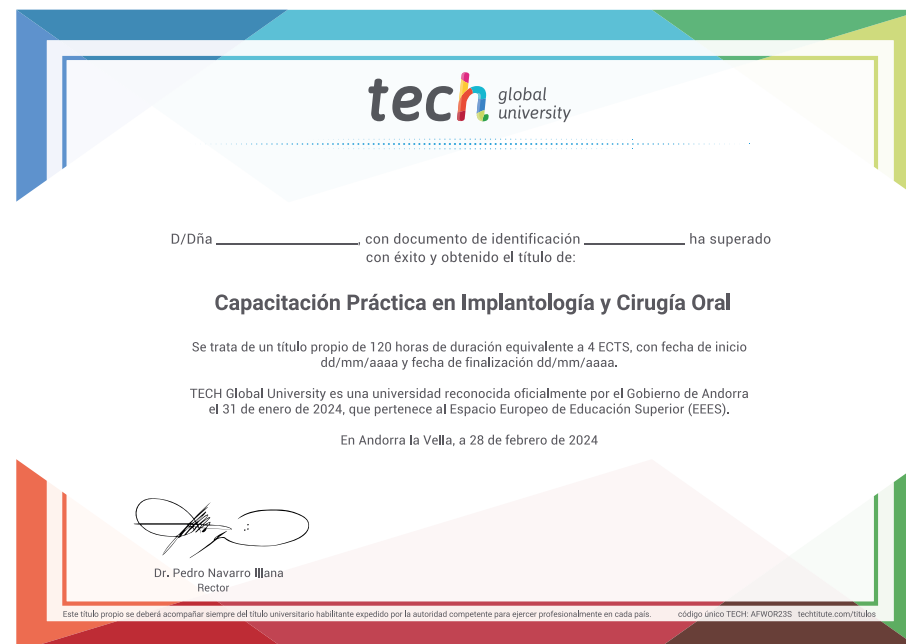 tech global university
D/Dña ____________________, con documento de identificación ______________ ha superado
con éxito y obtenido el título de:
Capacitación Práctica en Implantología y Cirugía Oral
Se trata de un título propio de 120 horas de duración equivalente a 4 ECTS, con fecha de inicio
dd/mm/aaaa y fecha de finalización dd/mm/aaaa.
TECH Global University es una universidad reconocida oficialmente por el Gobierno de Andorra
el 31 de enero de 2024, que pertenece al Espacio Europeo de Educación Superior (EEES).
En Andorra la Vella, a 28 de febrero de 2024
Dr. Pedro Navarro Illana
Rector
Este título propio se deberá acompañar siempre del título universitario habilitante expedido por la autoridad competente para ejercer profesionalmente en cada país. código único TECH: AFWOR23S techtitute.com/titulos